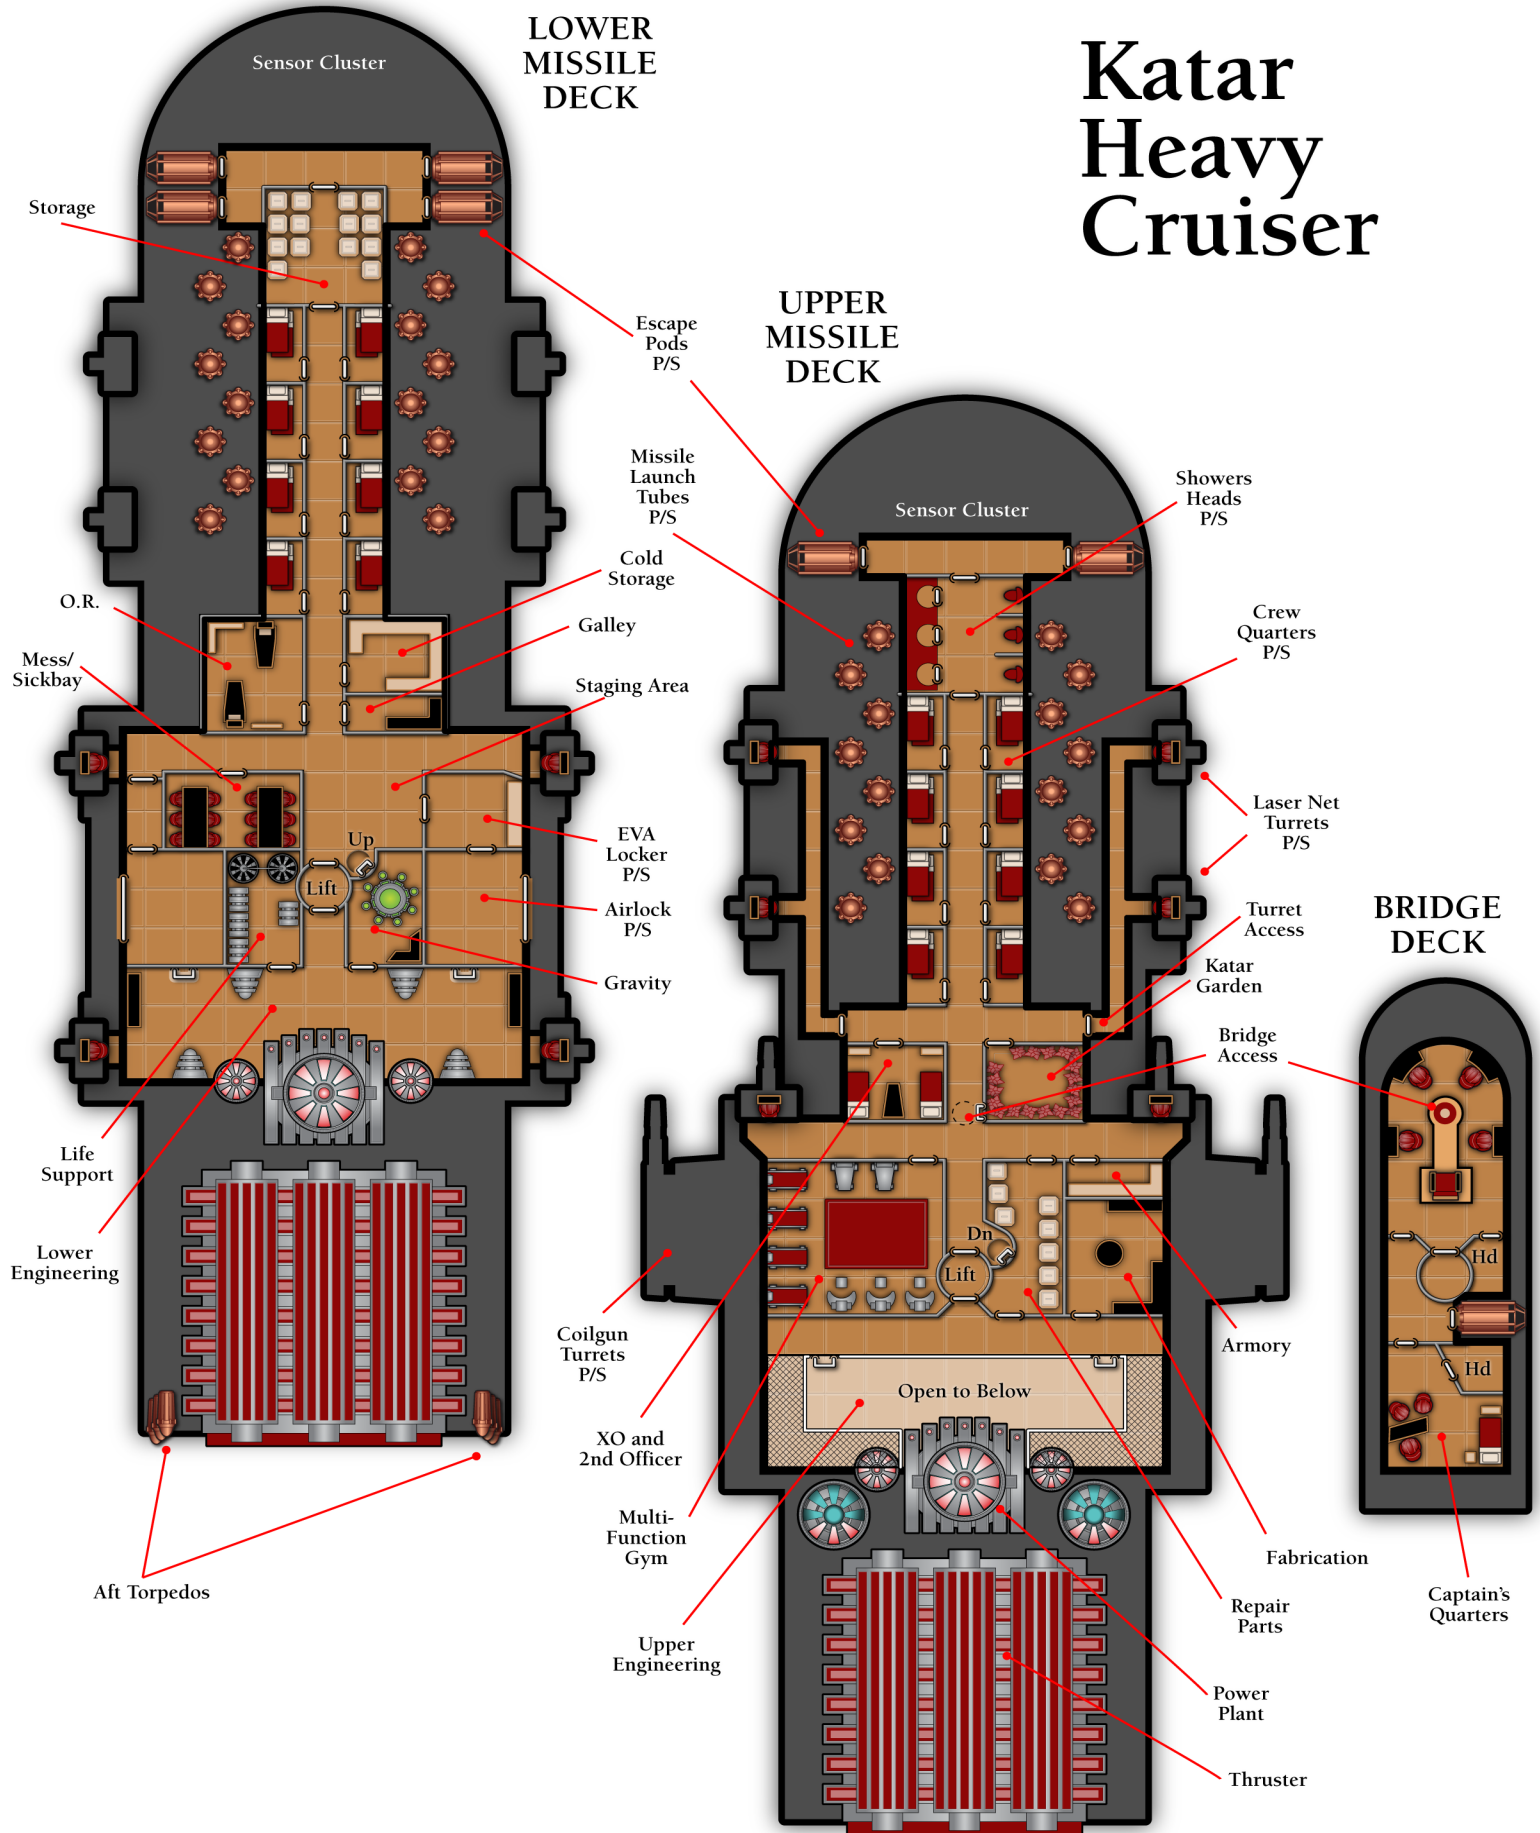 LOWER
MISSILE
DECK
Katar
Heavy
Cruiser
Sensor Cluster
Storage
UPPER
MISSILE
DECK
Escape
Pods
P/S
Missile
Launch
Tubes
P/S
Showers
Heads
P/S
Sensor Cluster
Cold
Storage
O.R.
Galley
Crew
Quarters
P/S
Mess/
Sickbay
Staging Area
Laser Net
Turrets
P/S
EVA
Locker
P/S
Up
Lift
Airlock
P/S
Turret
Access
BRIDGE
DECK
Katar
Garden
Gravity
Bridge
Access
Life
Support
Lower
Engineering
Dn
Lift
Hd
Coilgun
Turrets
P/S
Armory
Hd
Open to Below
XO and
2nd Officer
Multi-
Function
Gym
Fabrication
Aft Torpedos
Captain's
Quarters
Repair
Parts
Upper
Engineering
Power
Plant
Thruster